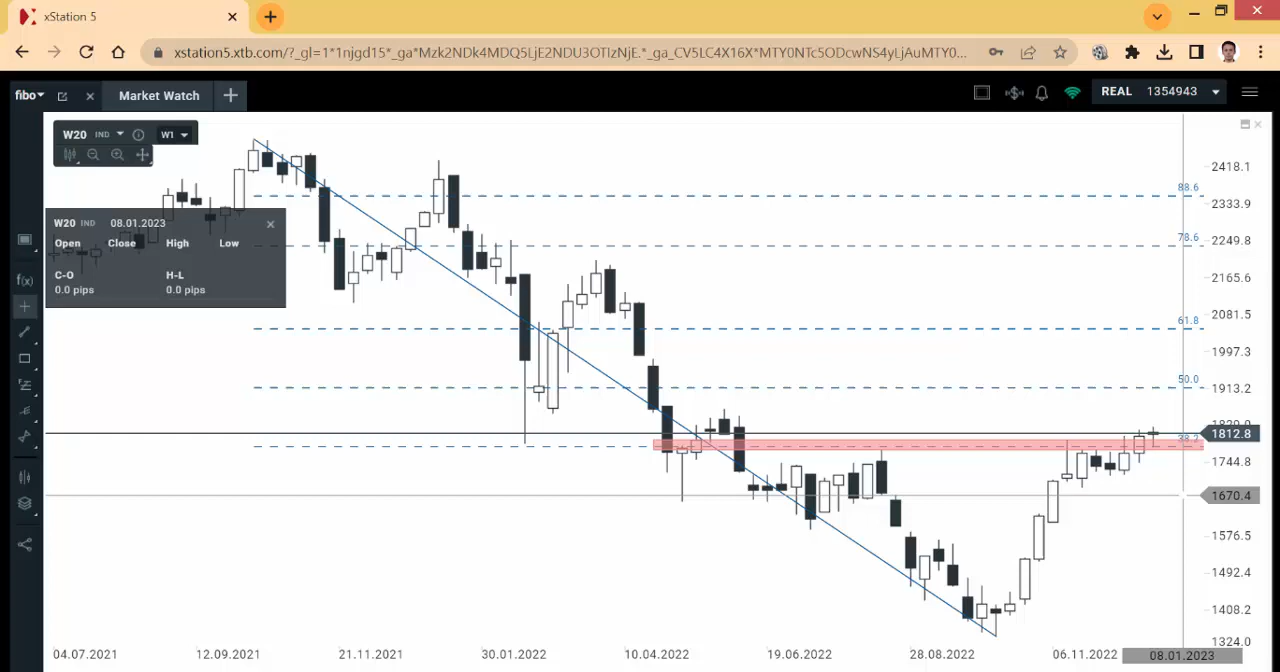 xStation 5
xstation5.xtb.com/?_gl=1*1njgd15*_ga*Mzk2NDk4MDQ5LjE2NDU3OTIzNjE.*_ga_CV5LC4X16X*MTY0NTc5ODcwNS4yLjAuMTY0...
fibo
Market Watch
REAL 1354943
W20 IND W1
W20 IND 08.01.2023
Open Close High Low
C-O H-L
0.0 pips 0.0 pips
f(x)
88.6
78.6
61.8
50.0
38.2
2418.1
2333.9
2249.8
2165.6
2081.5
1997.3
1913.2
1812.8
1744.8
1670.4
1576.5
1492.4
1408.2
1324.0
04.07.2021 12.09.2021 21.11.2021 30.01.2022 10.04.2022 19.06.2022 28.08.2022 06.11.2022 08.01.2023